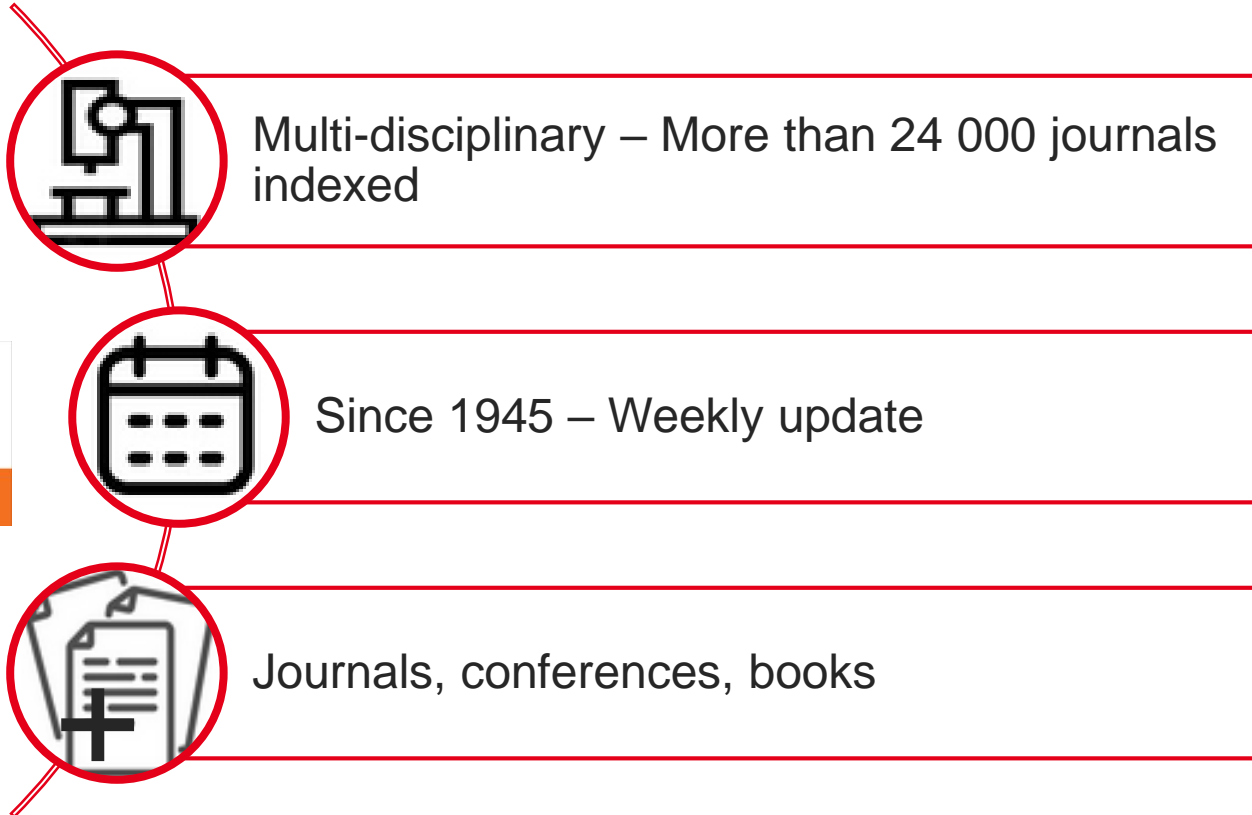 Multi-disciplinary – More than 24 000 journals
indexed
Since 1945 – Weekly update
Journals, conferences, books